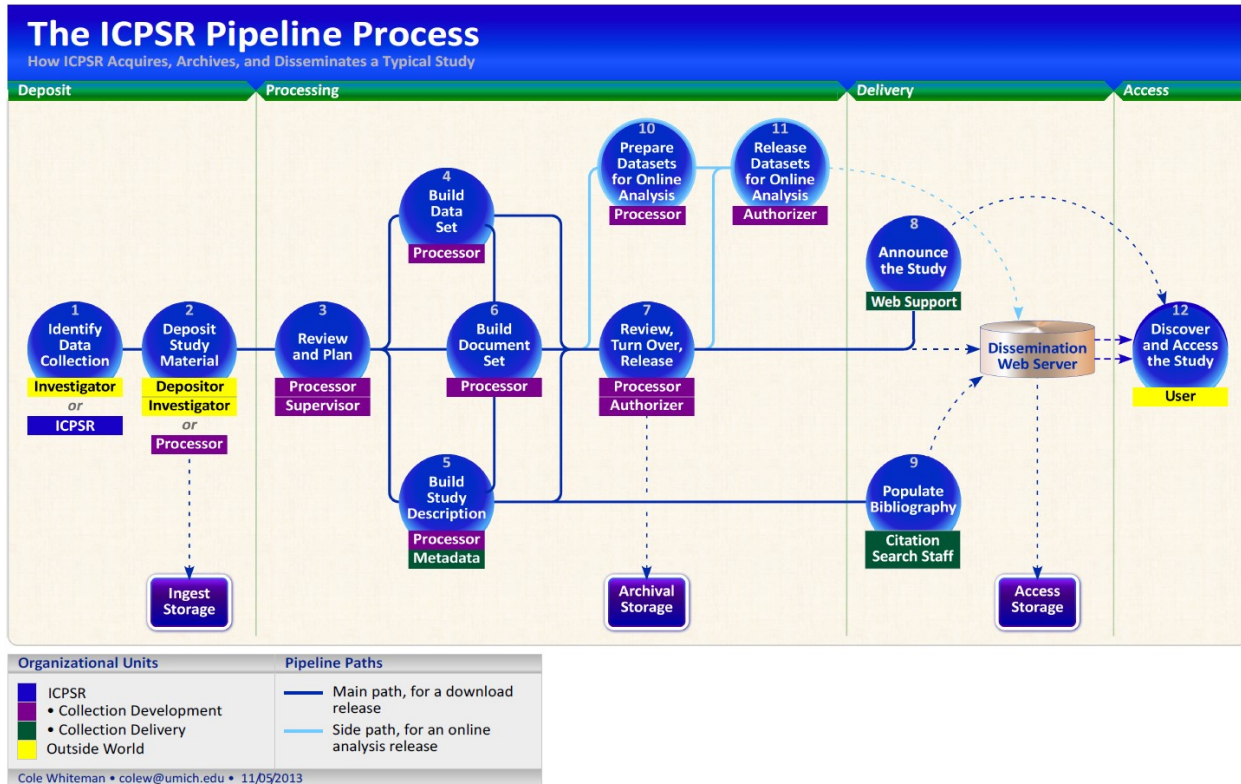 The ICPSR Pipeline Process
How ICPSR Acquires, Archives, and Disseminates a Typical Study
Deposit
Processing
Delivery
Access
1
Identify
Data
Collection
Investigator
or
ICPSR
2
Deposit
Study
Material
Depositor
Investigator
or
Processor
3
Review
and Plan
Processor
Supervisor
4
Build
Data
Set
Processor
5
Build
Study
Description
Processor
Metadata
6
Build
Document
Set
Processor
7
Review,
Turn Over,
Release
Processor
Authorizer
10
Prepare
Datasets
for Online
Analysis
Processor
11
Release
Datasets
for Online
Analysis
Authorizer
8
Announce
the Study
Web Support
9
Populate
Bibliography
Citation
Search Staff
Dissemination
Web Server
12
Discover
and Access
the Study
User
Ingest
Storage
Archival
Storage
Access
Storage
Organizational Units
ICPSR
• Collection Development
• Collection Delivery
Outside World
Pipeline Paths
Main path, for a download
release
Side path, for an online
analysis release
Cole Whiteman • colew@umich.edu • 11/05/2013